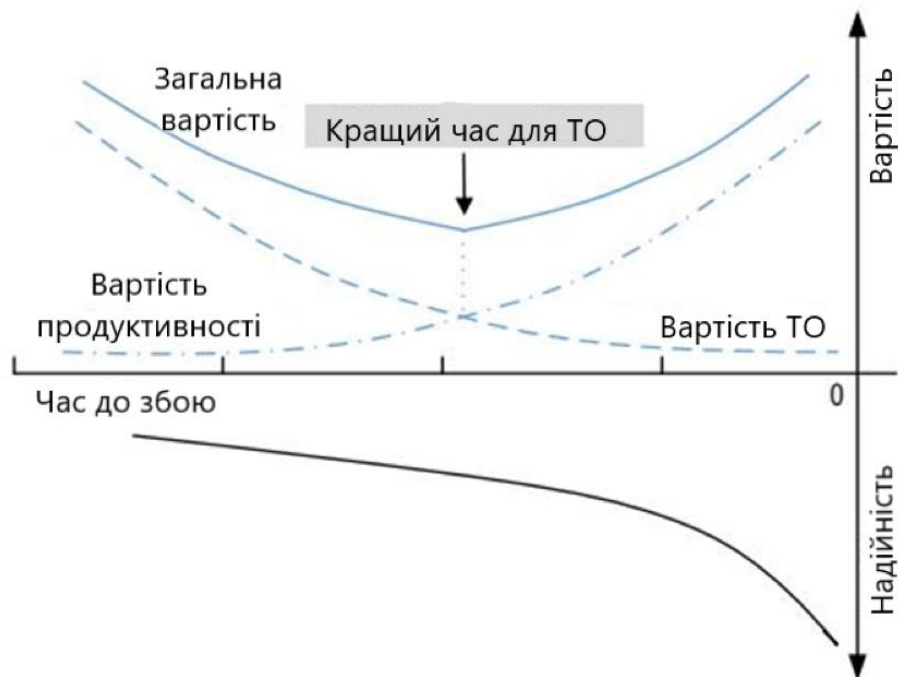 Загальна
вартість
Кращий час для ТО
Вартість
Вартість
продуктивності
Вартість ТО
0
Час до збою
Надійність